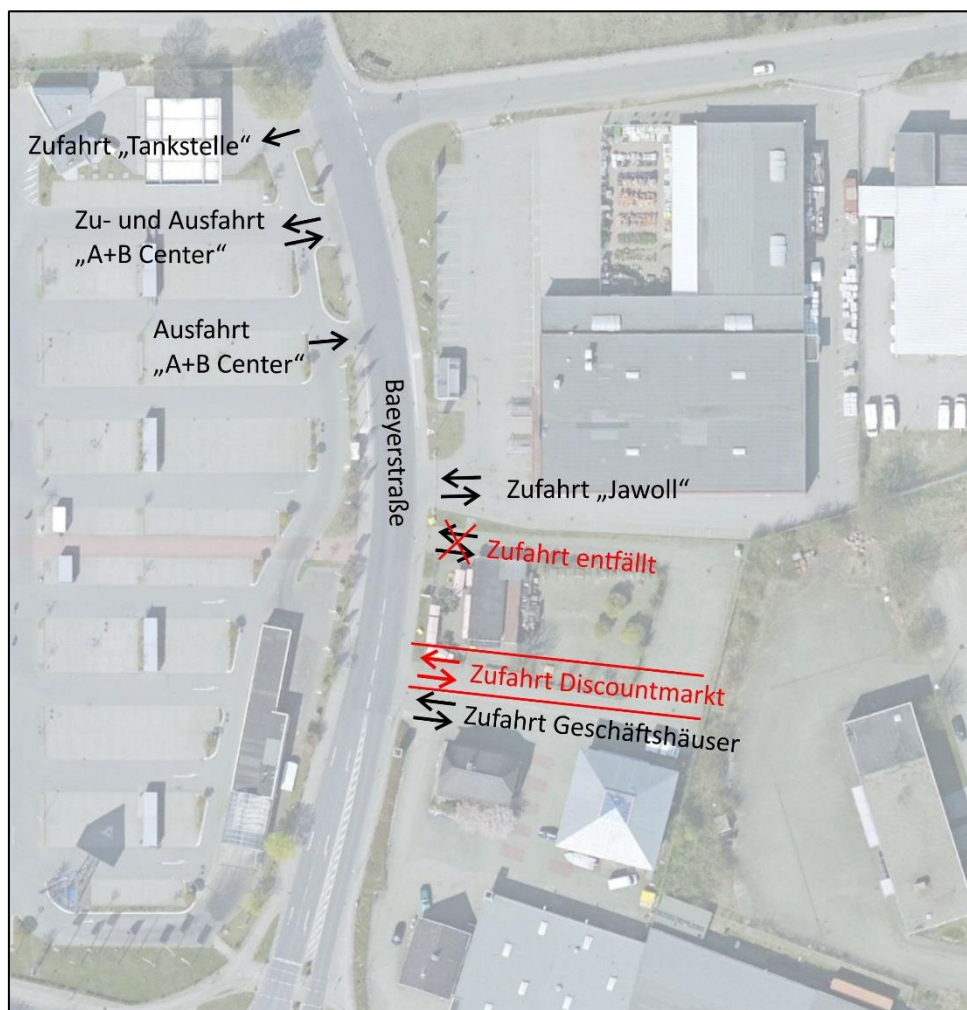 Zufahrt „Tankstelle“
Zu- und Ausfahrt
„A+B Center“
Ausfahrt
„A+B Center“
Baeyerstraße
Zufahrt „Jawoll“
Zufahrt entfällt
Zufahrt Discountmarkt
Zufahrt Geschäftshäuser